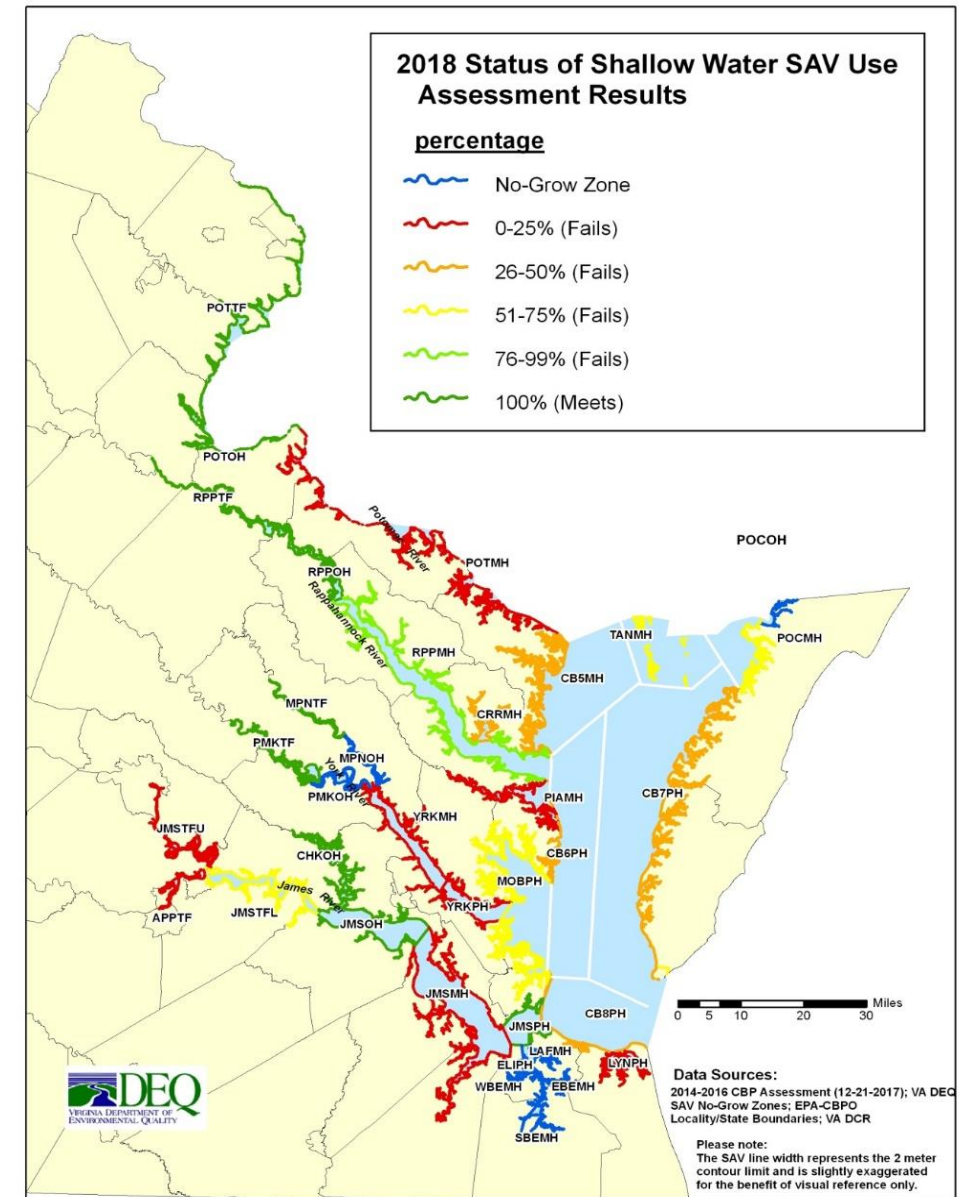 2018 Status of Shallow Water SAV Use
Assessment Results
percentage
No-Grow Zone
0-25% (Fails)
26-50% (Fails)
51-75% (Fails)
76-99% (Fails)
100% (Meets)
POTTF
POTOH
RPPTF
Potomac River
POCOH
POTMH
RPPOH
Rappahannock River
TANMH
POCMH
RPPMH
CB5MH
MPNTF
CRRMH
PMKTF
MPNOH
York River
PMKOH
PIAMH
CB7PH
YRKMH
JMSTFU
CB6PH
CHKOH
MOBPH
James River
APPTF
JMSTFL
YRKPH
JMSOH
JMSMH
CB8PH
JMSPH
Miles
0 5 10 20 30
LAFMH
ELIPH
LYNPH
WBEMH
EBEMH
SBEMH
DEQ
VIRGINIA DEPARTMENT OF
ENVIRONMENTAL QUALITY
Data Sources:
2014-2016 CBP Assessment (12-21-2017); VA DEQ
SAV No-Grow Zones; EPA-CBPO
Locality/State Boundaries; VA DCR
Please note:
The SAV line width represents the 2 meter
contour limit and is slightly exaggerated
for the benefit of visual reference only.